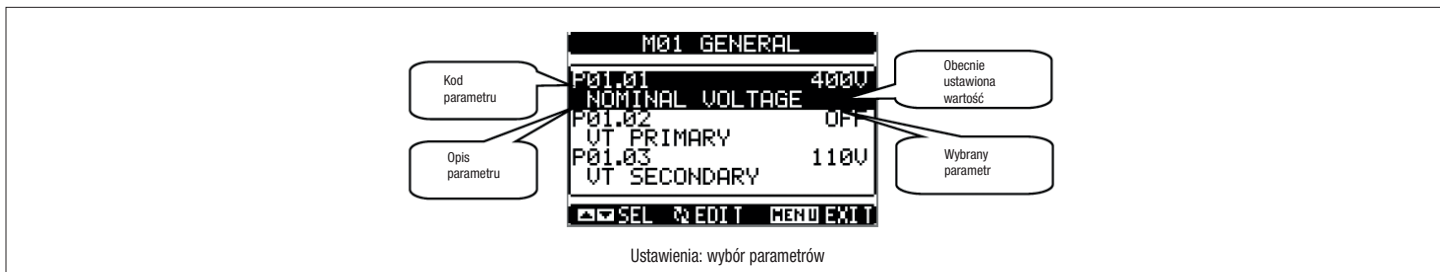 M01 GENERAL
Kod
parametru
P01.01 400V
NOMINAL VOLTAGE
Obecnie
ustawiona
wartość
P01.02 OFF
VT PRIMARY
Opis
parametru
P01.03 110V
VT SECONDARY
Wybrany
parametr
▲▼ SEL ↻ EDIT MENU EXIT
Ustawienia: wybór parametrów